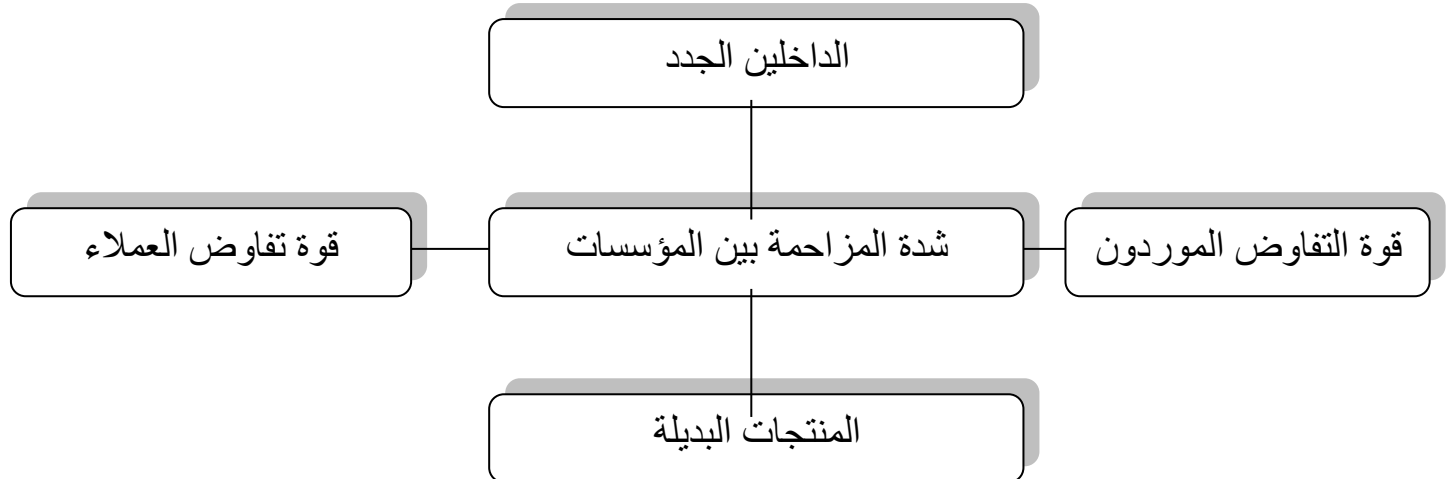 الداخلين الجدد
قوة التفاوض الموردون
شدة المزاحمة بين المؤسسات
قوة تفاوض العملاء
المنتجات البديلة